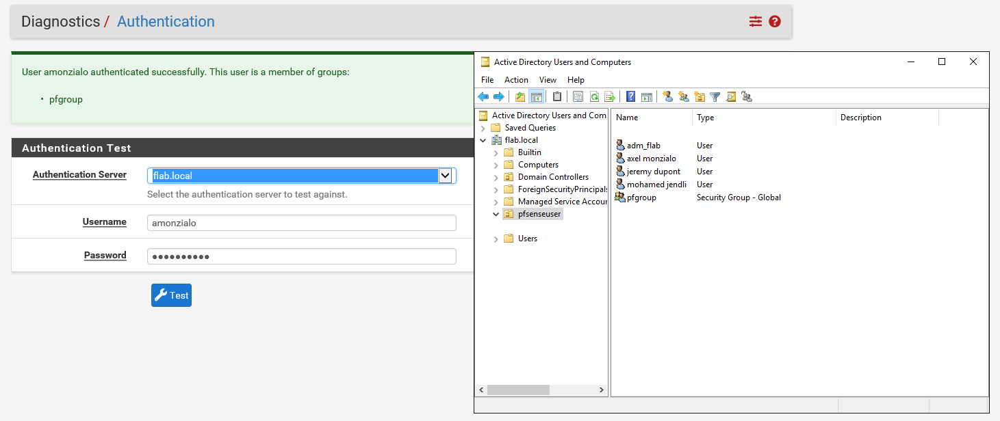 Diagnostics / Authentication
User amonzialo authenticated successfully. This user is a member of groups:
• pfgroup
Authentication Test
Authentication Server
flab.local
Select the authentication server to test against.
Username
amonzialo
Password
••••••••••
Test
Active Directory Users and Computers
File Action View Help
Active Directory Users and Com
Saved Queries
flab.local
Builtin
Computers
Domain Controllers
ForeignSecurityPrincipals
Managed Service Accour
pfsenseuser
Users
Name Type Description
adm_flab User
axel monzialo User
jeremy dupont User
mohamed jendli User
pfgroup Security Group - Global